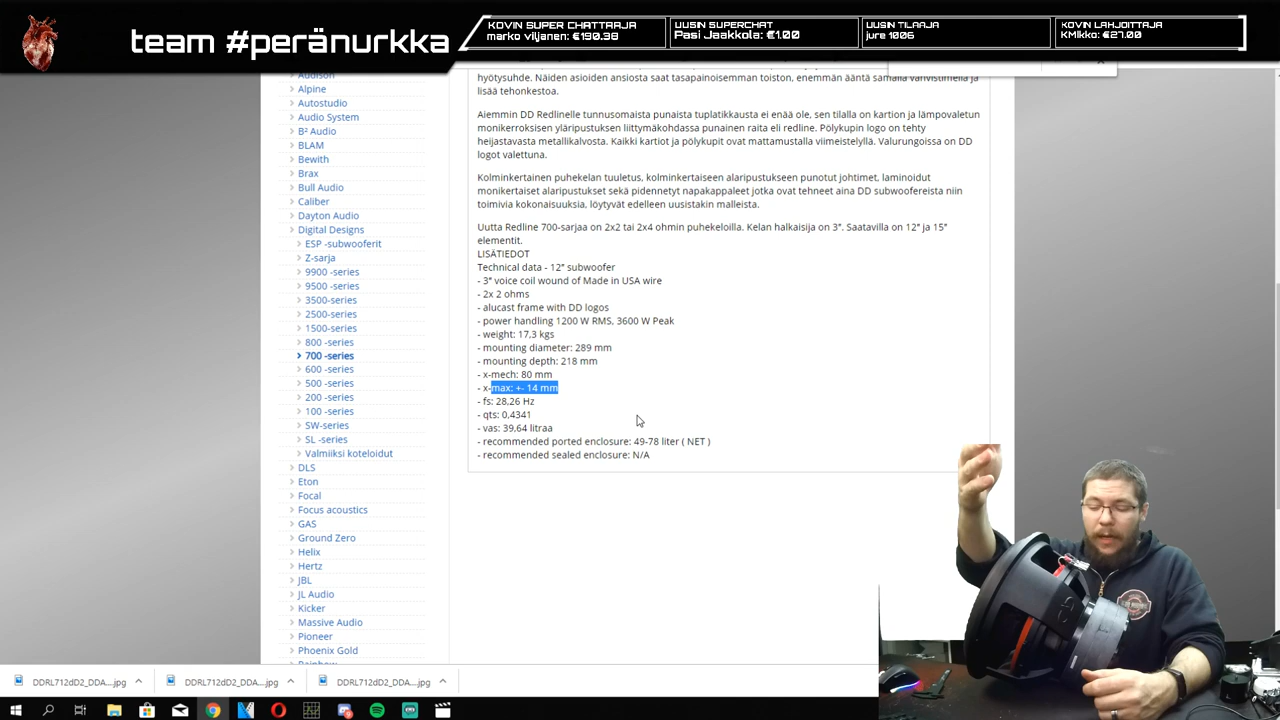 team #peränurkka
KOVIN SUPER CHATTAAJA
marko viljanen: €190.38
UUSIN SUPERCHAT
Pasi Jaakkola: €1.00
UUSIN TILAAJA
jure 1006
KOVIN LAHJOITTAJA
KMikko: €27.00
Audison
Alpine
Autostudio
Audio System
B² Audio
BLAM
Bewith
Brax
Bull Audio
Caliber
Dayton Audio
Digital Designs
ESP -subwooferit
Z-sarja
9900 -series
9500 -series
3500-series
2500-series
1500-series
800 -series
700 -series
600 -series
500 -series
200 -series
100 -series
SW-series
SL -series
Valmiiksi koteloidut
DLS
Eton
Focal
Focus acoustics
GAS
Ground Zero
Helix
Hertz
JBL
JL Audio
Kicker
Massive Audio
Pioneer
Phoenix Gold
Rainbow
hyötysuhde. Näiden asioiden ansiosta saat tasapainoisemman toiston, enemmän ääntä samalla vahvistimella ja
lisää tehonkestoa.
Aiemmin DD Redlinelle tunnusomaista punaista tuplatikkausta ei enää ole, sen tilalla on kartion ja lämpovaletun
monikerroksisen yläripustuksen liittymäkohdassa punainen raita eli redline. Pölykupin logo on tehty
heijastavasta metallikalvosta. Kaikki kartiot ja pölykupit ovat mattamustalla viimeistelyllä. Valurungoissa on DD
logot valettuna.
Kolminkertainen puhekelan tuuletus, kolminkertaiseen alaripustukseen punotut johtimet, laminoidut
monikertaiset alaripustukset sekä pidennetyt napakappaleet jotka ovat tehneet aina DD subwoofereista niin
toimivia kokonaisuuksia, löytyvät edelleen uusistakin malleista.
Uutta Redline 700-sarjaa on 2x2 tai 2x4 ohmin puhekeloilla. Kelan halkaisija on 3". Saatavilla on 12" ja 15"
elementit.
LISÄTIEDOT
Technical data - 12" subwoofer
- 3" voice coil wound of Made in USA wire
- 2x 2 ohms
- alucast frame with DD logos
- power handling 1200 W RMS, 3600 W Peak
- weight: 17,3 kgs
- mounting diameter: 289 mm
- mounting depth: 218 mm
- x-mech: 80 mm
- x-max: +- 14 mm
- fs: 28,26 Hz
- qts: 0,4341
- vas: 39,64 litraa
- recommended ported enclosure: 49-78 liter ( NET )
- recommended sealed enclosure: N/A
DDRL712dD2_DDA....jpg
DDRL712dD2_DDA....jpg
DDRL712dD2_DDA....jpg